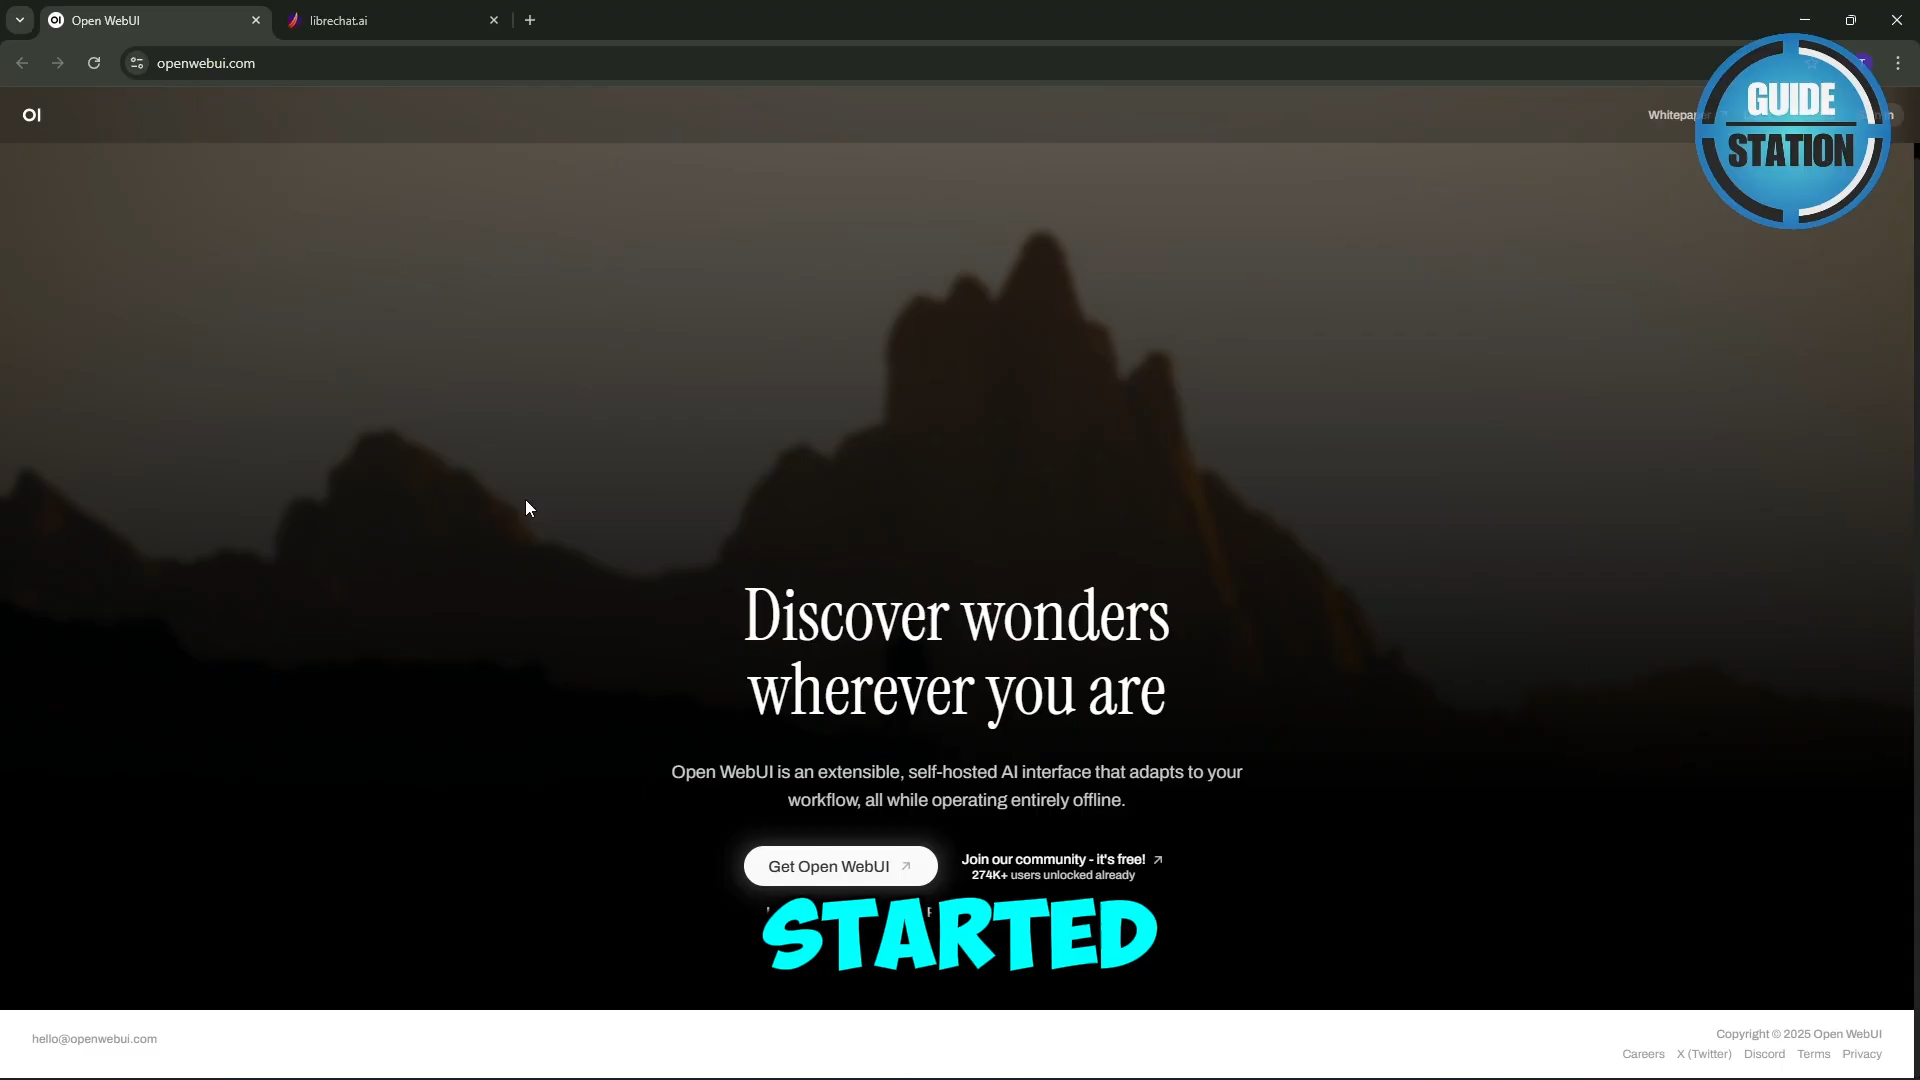 Open WebUI
librechat.ai
openwebui.com
OI
GUIDE
STATION
Discover wonders
wherever you are
Open WebUI is an extensible, self-hosted AI interface that adapts to your
workflow, all while operating entirely offline.
Get Open WebUI
Join our community - it's free!
274K+ users unlocked already
STARTED
hello@openwebui.com
Copyright © 2025 Open WebUI
Careers X (Twitter) Discord Terms Privacy